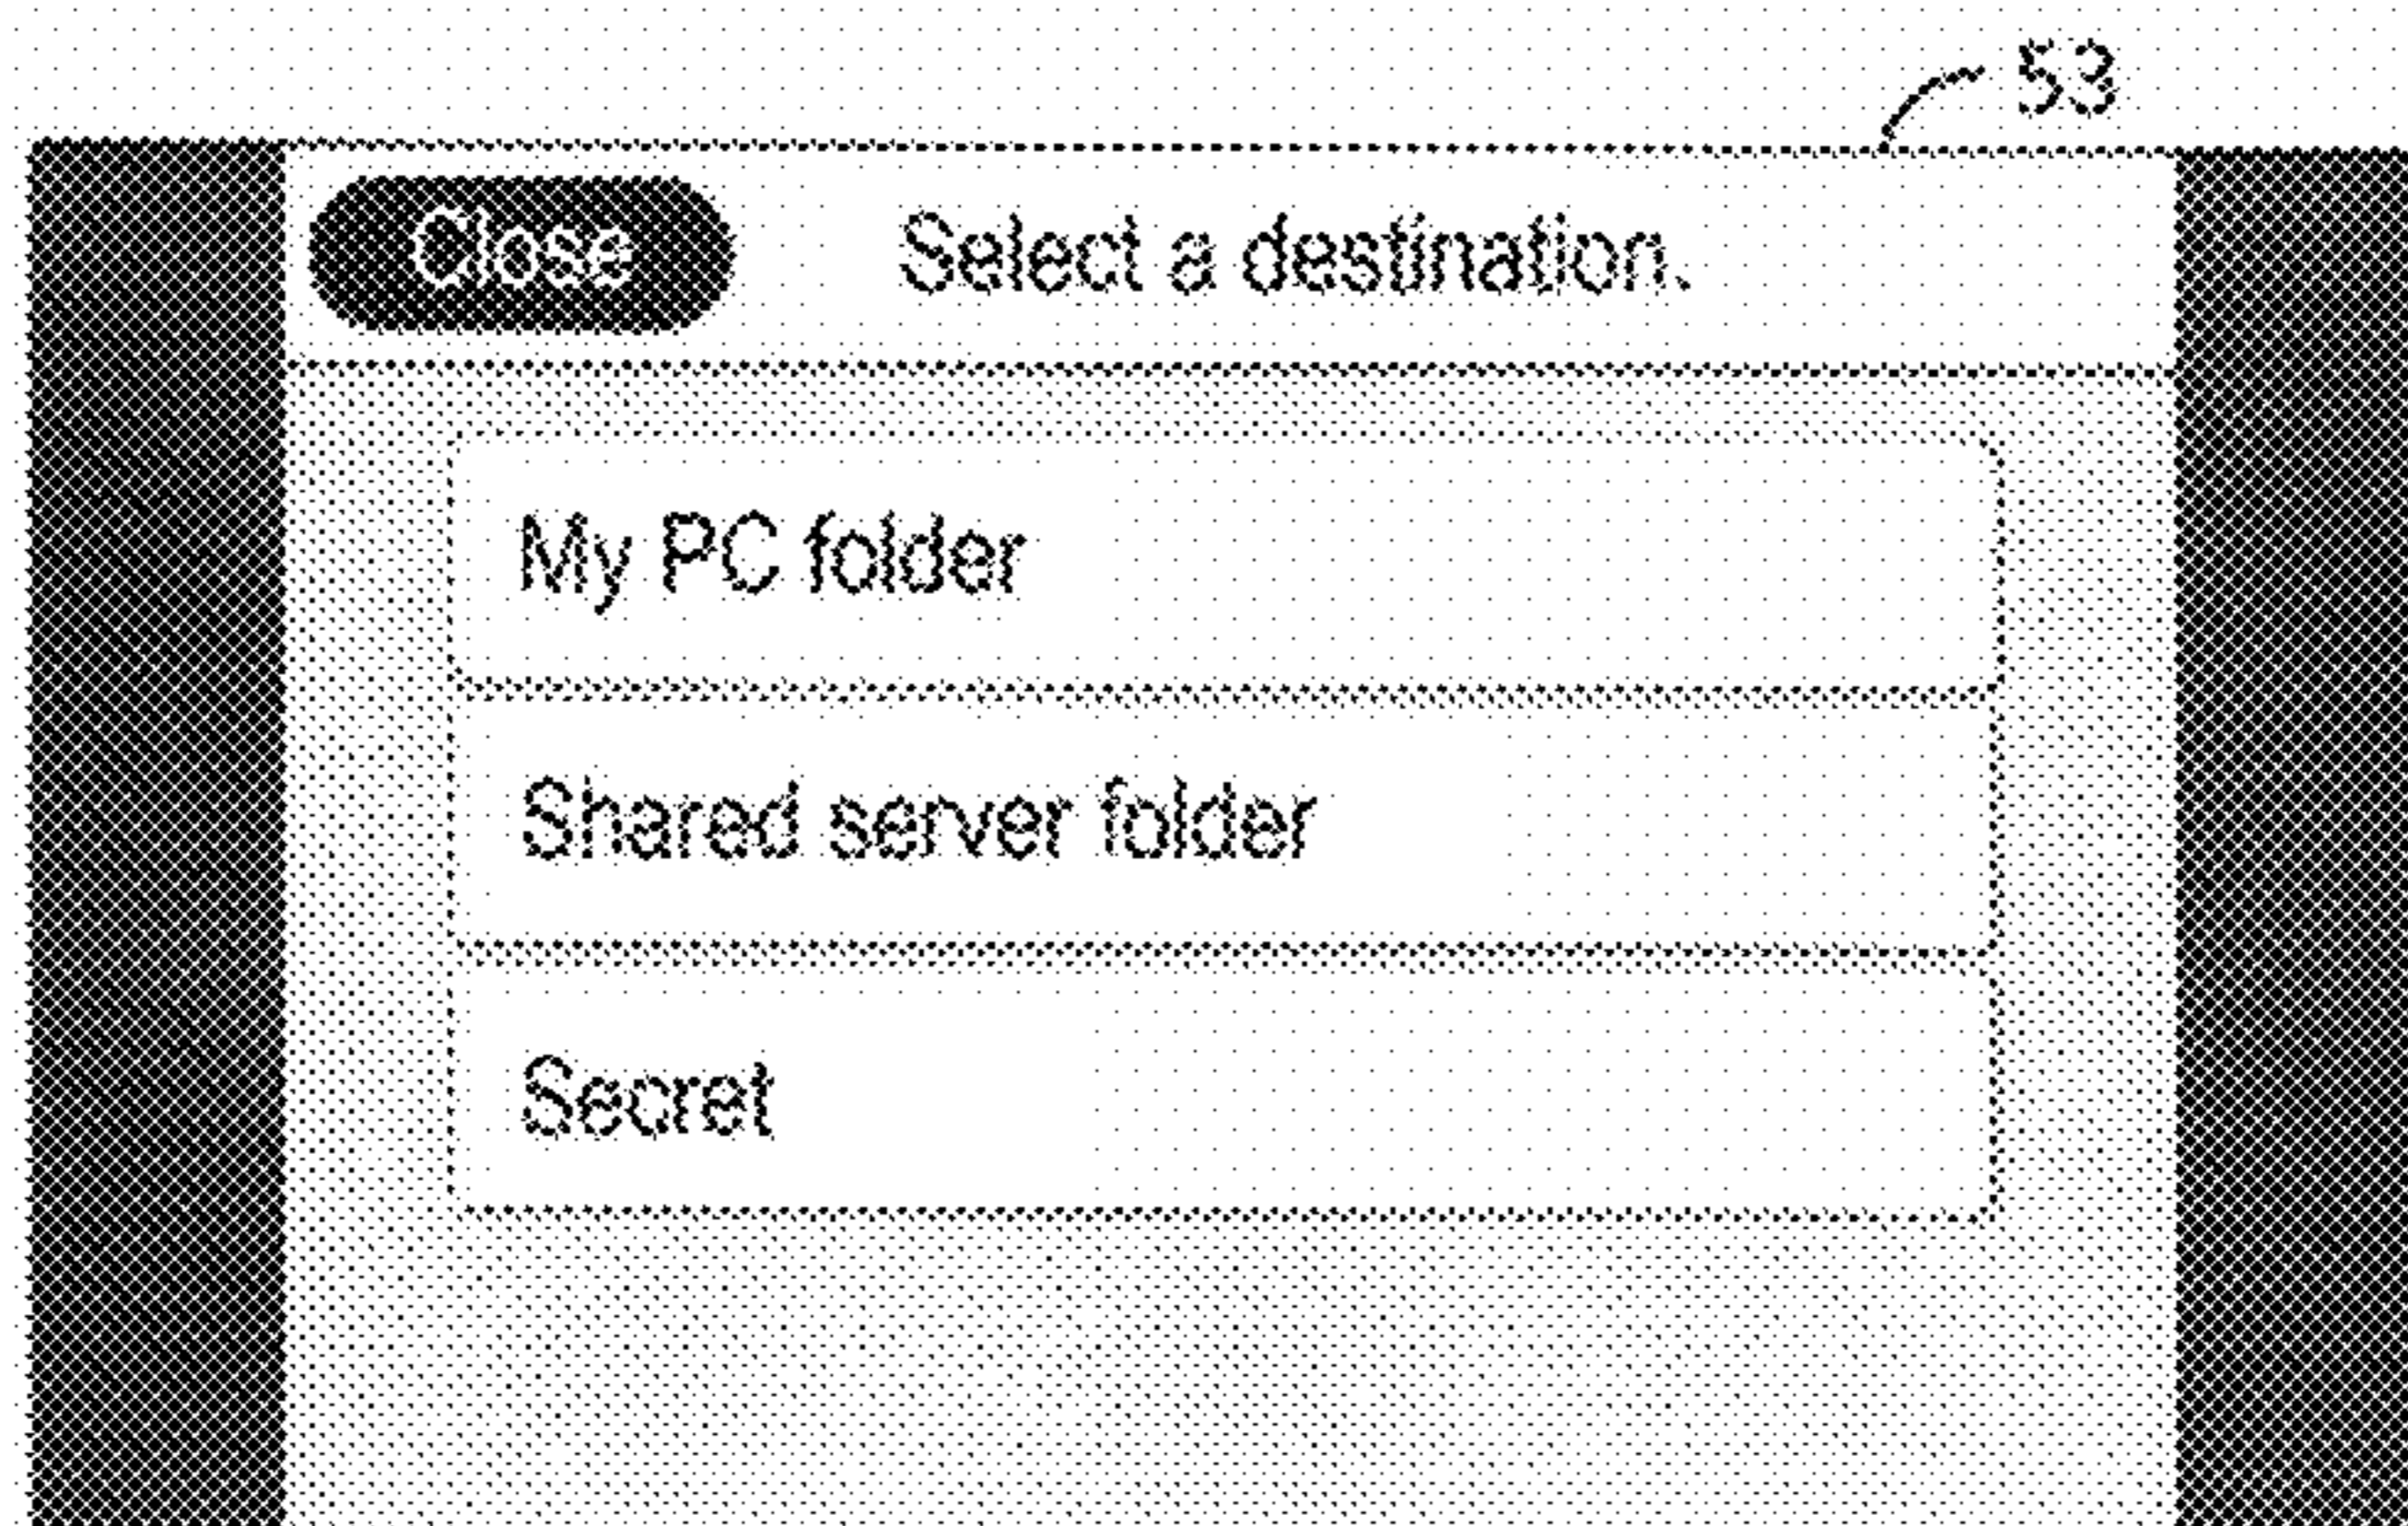 53
Close Select a destination.
My PC folder
Shared server folder
Secret